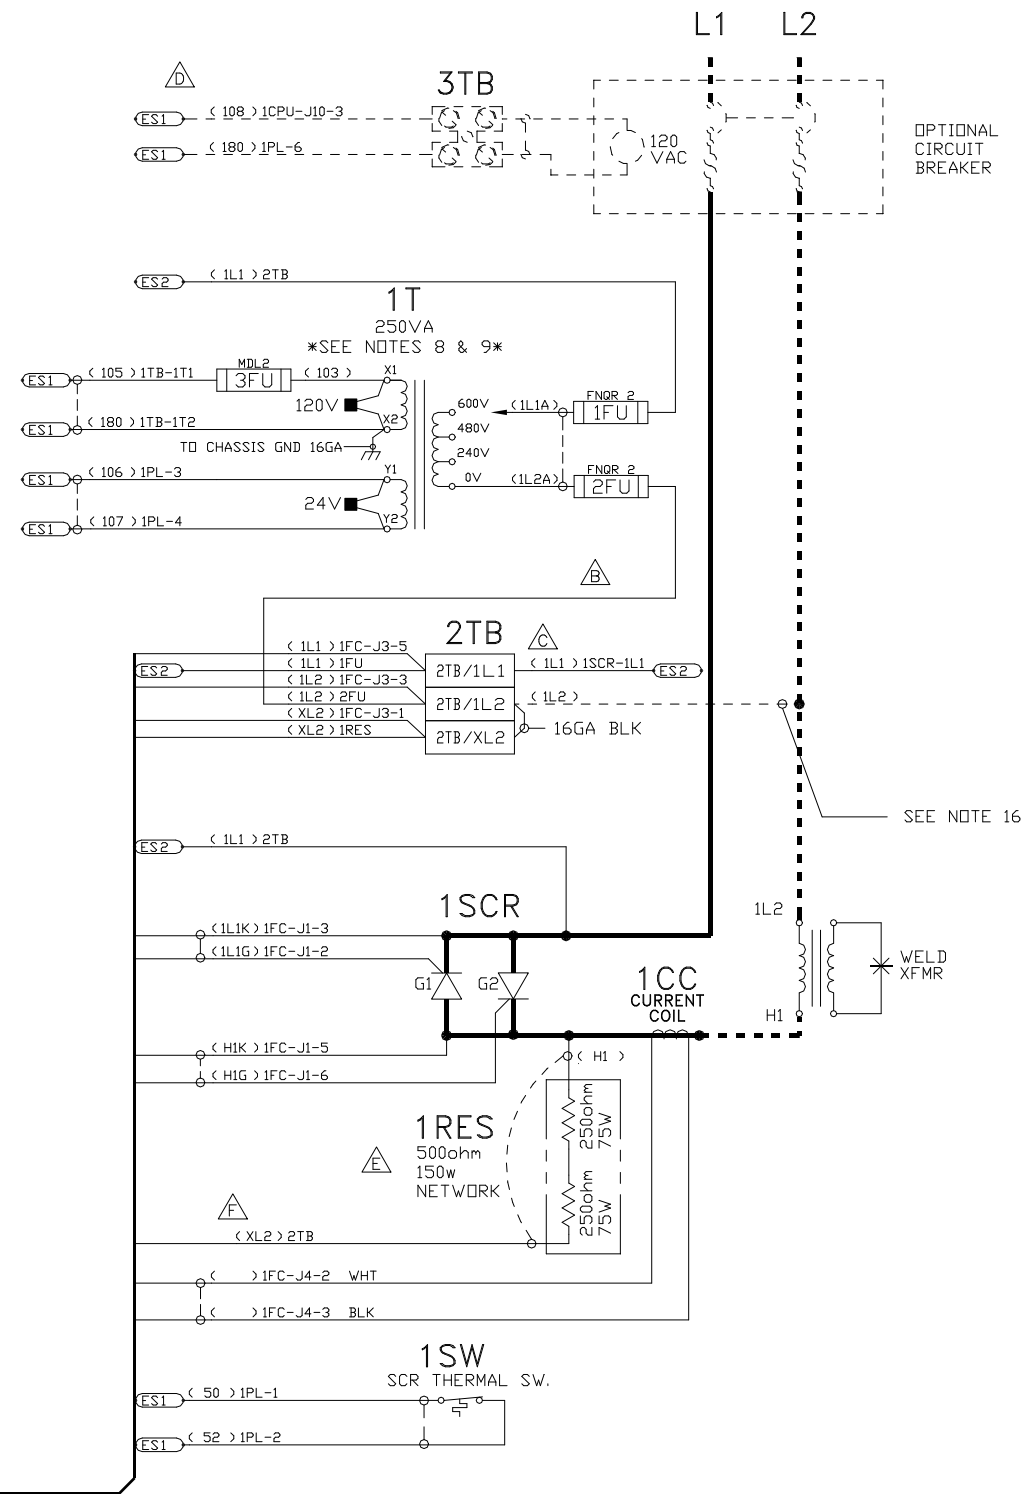 L1 L2
D
3TB
ES1 ( 108 ) 1CPU-J10-3
ES1 ( 180 ) 1PL-6
120
VAC
OPTIONAL
CIRCUIT
BREAKER
ES2 ( 1L1 ) 2TB
1T
250VA
*SEE NOTES 8 & 9*
ES1 ( 105 ) 1TB-1T1 MDL2 3FU ( 103 ) X1
120V
ES1 ( 180 ) 1TB-1T2 X2
TO CHASSIS GND 16GA
ES1 ( 106 ) 1PL-3 Y1
24V
ES1 ( 107 ) 1PL-4 Y2
600V (1L1A) FNQR 2 1FU
480V
240V
0V (1L2A) FNQR 2 2FU
B
2TB
C
( 1L1 ) 1FC-J3-5
ES2 ( 1L1 ) 1FU 2TB/1L1 ( 1L1 ) 1SCR-1L1 ES2
( 1L2 ) 1FC-J3-3
( 1L2 ) 2FU 2TB/1L2 ( 1L2 )
( XL2 ) 1FC-J3-1
( XL2 ) 1RES 2TB/XL2 16GA BLK
SEE NOTE 16
ES2 ( 1L1 ) 2TB
1SCR
1L2
(1L1K) 1FC-J1-3
(1L1G) 1FC-J1-2
G1 G2
1CC
CURRENT
COIL
WELD
XFMR
H1
( H1K ) 1FC-J1-5
( H1G ) 1FC-J1-6
( H1 )
250ohm
75W
1RES
500ohm
150w
NETWORK
E
250ohm
75W
F
( XL2 ) 2TB
( ) 1FC-J4-2 WHT
( ) 1FC-J4-3 BLK
1SW
SCR THERMAL SW.
ES1 ( 50 ) 1PL-1
ES1 ( 52 ) 1PL-2